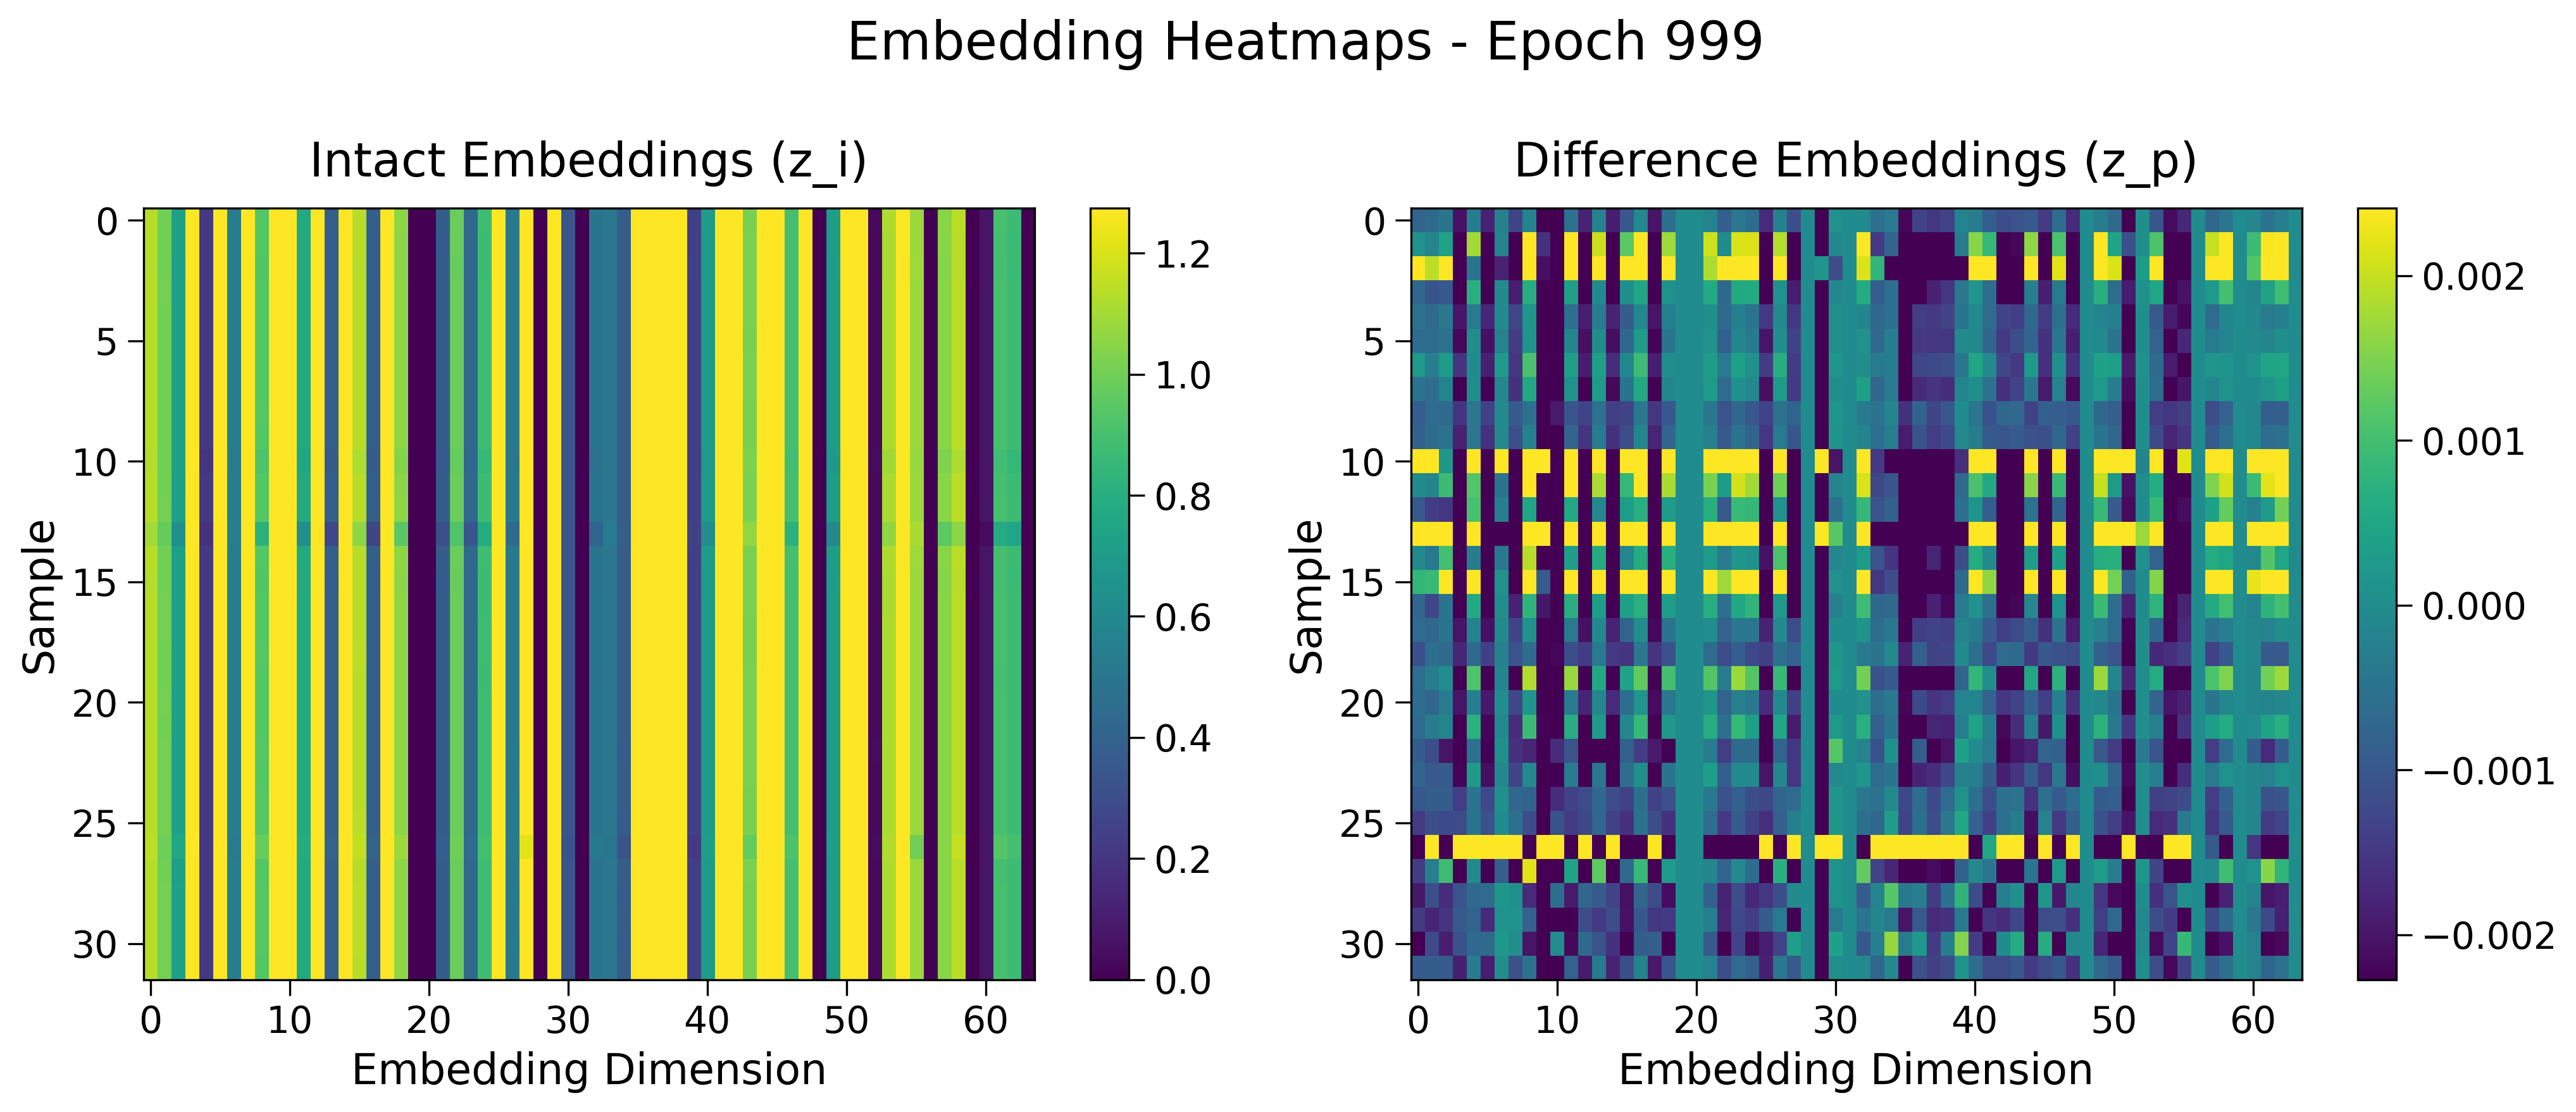 Embedding Heatmaps - Epoch 999
Intact Embeddings (z_i)
0
5
10
15
20
25
30
Sample
0 10 20 30 40 50 60
Embedding Dimension
1.2
1.0
0.8
0.6
0.4
0.2
0.0
Difference Embeddings (z_p)
0
5
10
15
20
25
30
Sample
0 10 20 30 40 50 60
Embedding Dimension
0.002
0.001
0.000
−0.001
−0.002